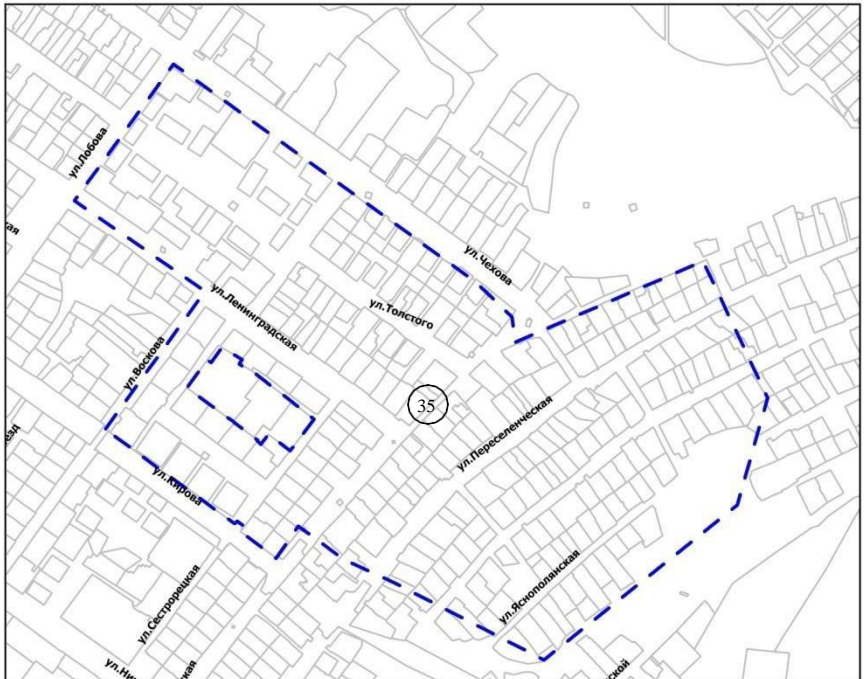 ул.Лобова
ул.Чехова
ул.Ленинградская
ул.Толстого
ул.Воскова
35
ул.Переселенческая
ул.Кирова
ул.Сестрорецкая
ул.Яснополянская